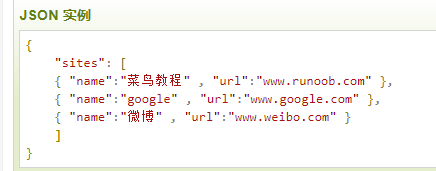 JSON 实例
{
    "sites": [
    { "name":"菜鸟教程" , "url":"www.runoob.com" },
    { "name":"google" , "url":"www.google.com" },
    { "name":"微博" , "url":"www.weibo.com" }
    ]
}